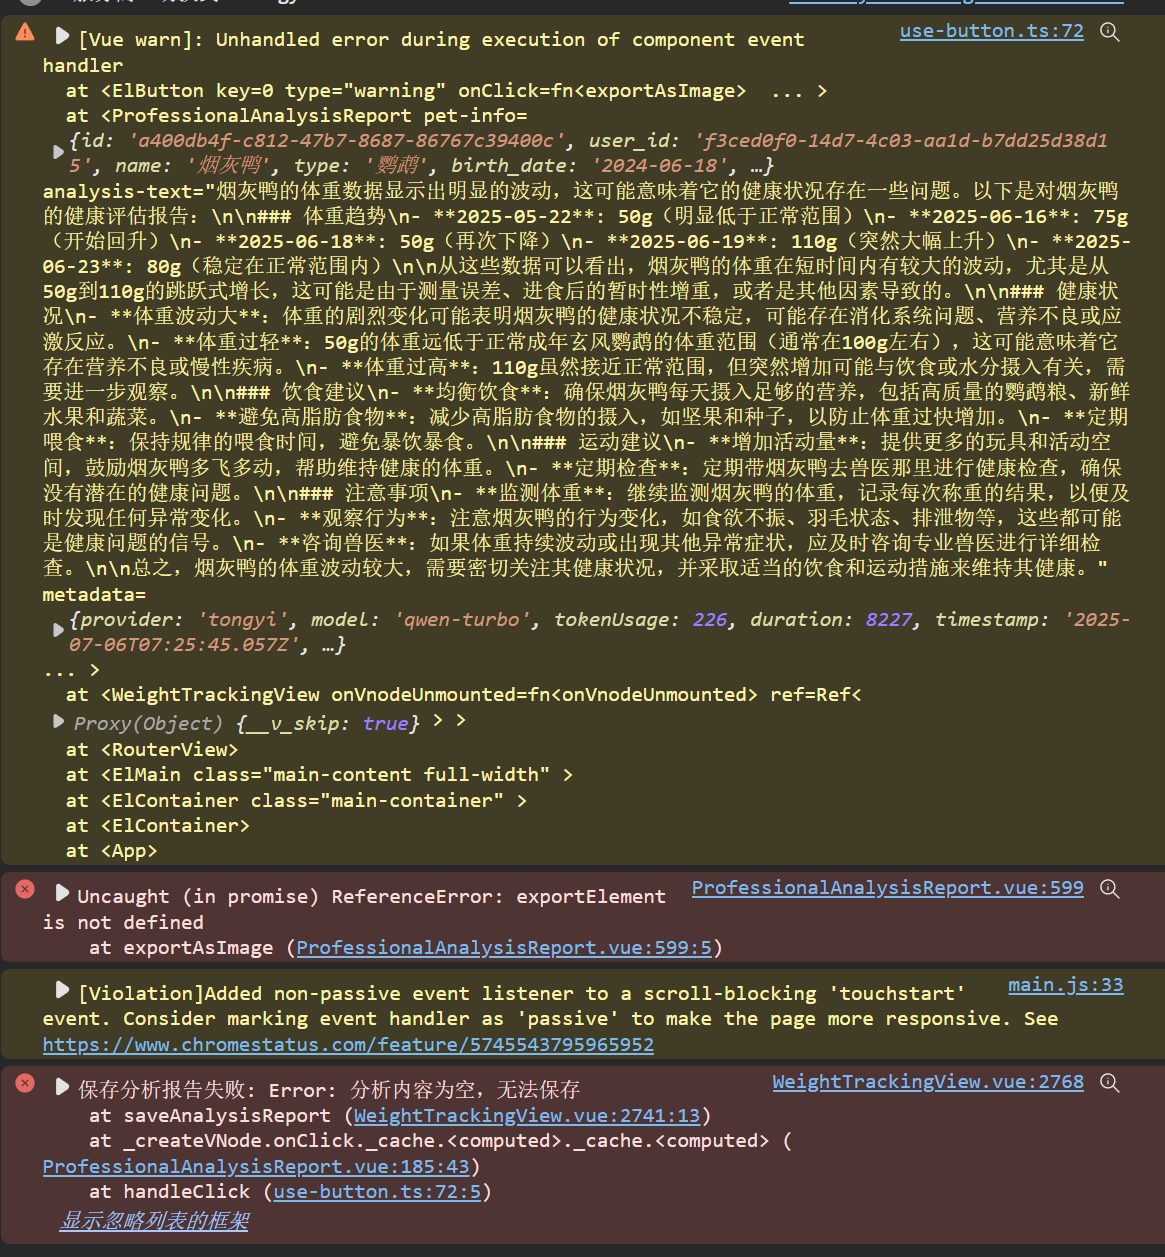 [Vue warn]: Unhandled error during execution of component event use-button.ts:72
handler
at <ElButton key=0 type="warning" onClick=fn<exportAsImage>  ... >
at <ProfessionalAnalysisReport pet-info=
{id: 'a400db4f-c812-47b7-8687-86767c39400c', user_id: 'f3ced0f0-14d7-4c03-aa1d-b7dd25d38d1
5', name: '烟灰鸭', type: '鹦鹉', birth_date: '2024-06-18', …}
analysis-text="烟灰鸭的体重数据显示出明显的波动，这可能意味着它的健康状况存在一些问题。以下是对烟灰鸭
的健康评估报告：\n\n### 体重趋势\n- **2025-05-22**: 50g（明显低于正常范围）\n- **2025-06-16**: 75g
（开始回升）\n- **2025-06-18**: 50g（再次下降）\n- **2025-06-19**: 110g（突然大幅上升）\n- **2025-
06-23**: 80g（稳定在正常范围内）\n\n从这些数据可以看出，烟灰鸭的体重在短时间内有较大的波动，尤其是从
50g到110g的跳跃式增长，这可能是由于测量误差、进食后的暂时性增重，或者是其他因素导致的。\n\n### 健康状
况\n- **体重波动大**：体重的剧烈变化可能表明烟灰鸭的健康状况不稳定，可能存在消化系统问题、营养不良或应
激反应。\n- **体重过轻**：50g的体重远低于正常成年玄风鹦鹉的体重范围（通常在100g左右），这可能意味着它
存在营养不良或慢性疾病。\n- **体重过高**：110g虽然接近正常范围，但突然增加可能与饮食或水分摄入有关，需
要进一步观察。\n\n### 饮食建议\n- **均衡饮食**：确保烟灰鸭每天摄入足够的营养，包括高质量的鹦鹉粮、新鲜
水果和蔬菜。\n- **避免高脂肪食物**：减少高脂肪食物的摄入，如坚果和种子，以防止体重过快增加。\n- **定期
喂食**：保持规律的喂食时间，避免暴饮暴食。\n\n### 运动建议\n- **增加活动量**：提供更多的玩具和活动空
间，鼓励烟灰鸭多飞多动，帮助维持健康的体重。\n- **定期检查**：定期带烟灰鸭去兽医那里进行健康检查，确保
没有潜在的健康问题。\n\n### 注意事项\n- **监测体重**：继续监测烟灰鸭的体重，记录每次称重的结果，以便及
时发现任何异常变化。\n- **观察行为**：注意烟灰鸭的行为变化，如食欲不振、羽毛状态、排泄物等，这些都可能
是健康问题的信号。\n- **咨询兽医**：如果体重持续波动或出现其他异常症状，应及时咨询专业兽医进行详细检
查。\n\n总之，烟灰鸭的体重波动较大，需要密切关注其健康状况，并采取适当的饮食和运动措施来维持其健康。"
metadata=
{provider: 'tongyi', model: 'qwen-turbo', tokenUsage: 226, duration: 8227, timestamp: '2025-
07-06T07:25:45.057Z', …}
... >
at <WeightTrackingView onVnodeUnmounted=fn<onVnodeUnmounted> ref=Ref<
Proxy(Object) {__v_skip: true} > >
at <RouterView>
at <ElMain class="main-content full-width" >
at <ElContainer class="main-container" >
at <ElContainer>
at <App>
Uncaught (in promise) ReferenceError: exportElement ProfessionalAnalysisReport.vue:599
is not defined
at exportAsImage (ProfessionalAnalysisReport.vue:599:5)
[Violation]Added non-passive event listener to a scroll-blocking 'touchstart' main.js:33
event. Consider marking event handler as 'passive' to make the page more responsive. See
https://www.chromestatus.com/feature/5745543795965952
保存分析报告失败: Error: 分析内容为空，无法保存 WeightTrackingView.vue:2768
at saveAnalysisReport (WeightTrackingView.vue:2741:13)
at _createVNode.onClick._cache.<computed>._cache.<computed> (
ProfessionalAnalysisReport.vue:185:43)
at handleClick (use-button.ts:72:5)
显示忽略列表的框架